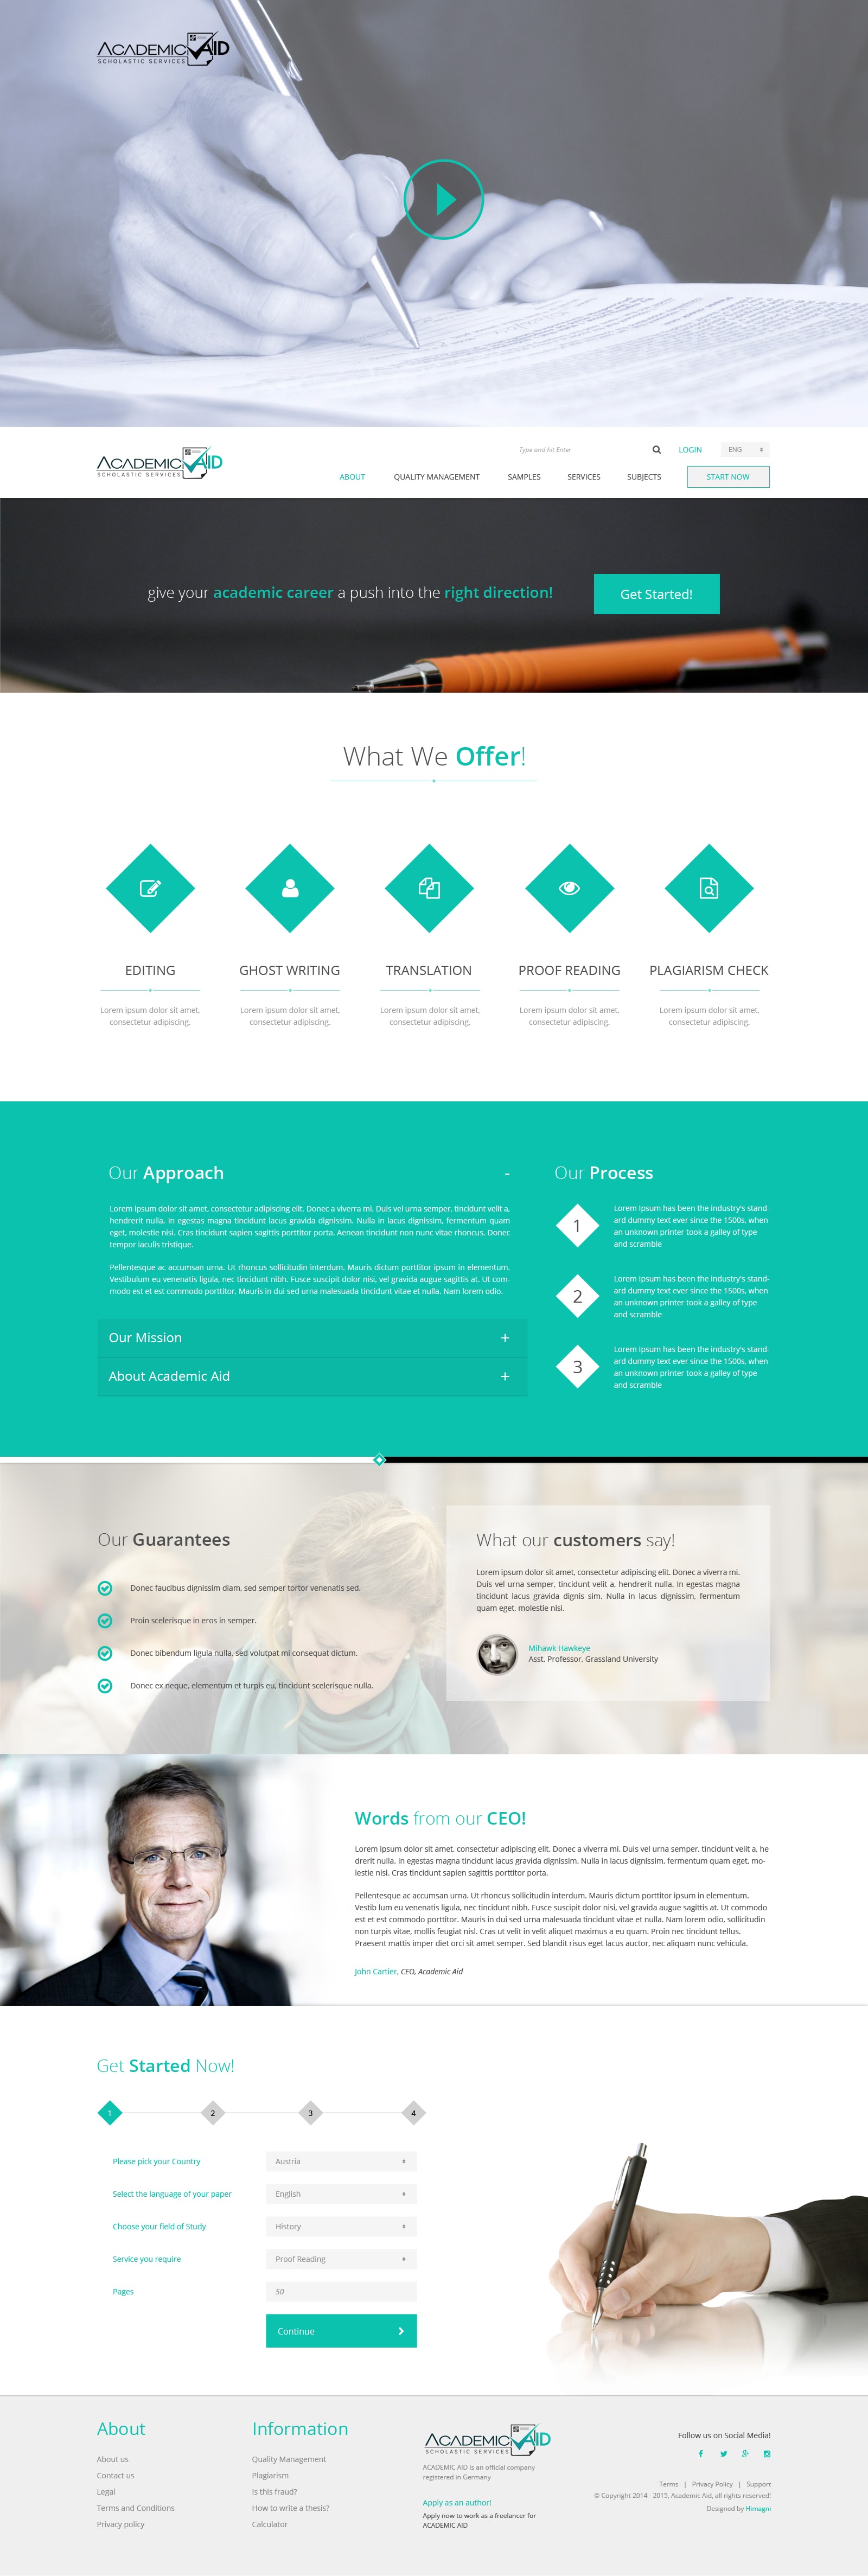 ACADEMIC AID
SCHOLASTIC SERVICES
ACADEMIC AID
SCHOLASTIC SERVICES
Type and hit Enter
LOGIN
ENG
ABOUT
QUALITY MANAGEMENT
SAMPLES
SERVICES
SUBJECTS
START NOW
give your academic career a push into the right direction!
Get Started!
What We Offer!
EDITING
GHOST WRITING
TRANSLATION
PROOF READING
PLAGIARISM CHECK
Lorem ipsum dolor sit amet,
consectetur adipiscing.
Lorem ipsum dolor sit amet,
consectetur adipiscing.
Lorem ipsum dolor sit amet,
consectetur adipiscing.
Lorem ipsum dolor sit amet,
consectetur adipiscing.
Lorem ipsum dolor sit amet,
consectetur adipiscing.
Our Approach
-
Lorem ipsum dolor sit amet, consectetur adipiscing elit. Donec a viverra mi. Duis vel urna semper, tincidunt velit a,
hendrerit nulla. In egestas magna tincidunt lacus gravida dignissim. Nulla in lacus dignissim, fermentum quam
eget, molestie nisi. Cras tincidunt sapien sagittis porttitor porta. Aenean tincidunt non nunc vitae rhoncus. Donec
tempor iaculis tristique.
Pellentesque ac accumsan urna. Ut rhoncus sollicitudin interdum. Mauris dictum porttitor ipsum in elementum.
Vestibulum eu venenatis ligula, nec tincidunt nibh. Fusce suscipit dolor nisi, vel gravida augue sagittis at. Ut com-
modo est et est commodo porttitor. Mauris in dui sed urna malesuada tincidunt vitae et nulla. Nam lorem odio.
Our Mission
+
About Academic Aid
+
Our Process
1
Lorem Ipsum has been the industry's stand-
ard dummy text ever since the 1500s, when
an unknown printer took a galley of type
and scramble
2
Lorem Ipsum has been the industry's stand-
ard dummy text ever since the 1500s, when
an unknown printer took a galley of type
and scramble
3
Lorem Ipsum has been the industry's stand-
ard dummy text ever since the 1500s, when
an unknown printer took a galley of type
and scramble
Our Guarantees
Donec faucibus dignissim diam, sed semper tortor venenatis sed.
Proin scelerisque in eros in semper.
Donec bibendum ligula nulla, sed volutpat mi consequat dictum.
Donec ex neque, elementum et turpis eu, tincidunt scelerisque nulla.
What our customers say!
Lorem ipsum dolor sit amet, consectetur adipiscing elit. Donec a viverra mi.
Duis vel urna semper, tincidunt velit a, hendrerit nulla. In egestas magna
tincidunt lacus gravida dignis sim. Nulla in lacus dignissim, fermentum
quam eget, molestie nisi.
Mihawk Hawkeye
Asst. Professor, Grassland University
Words from our CEO!
Lorem ipsum dolor sit amet, consectetur adipiscing elit. Donec a viverra mi. Duis vel urna semper, tincidunt velit a, he
drerit nulla. In egestas magna tincidunt lacus gravida dignissim. Nulla in lacus dignissim, fermentum quam eget, mo-
lestie nisi. Cras tincidunt sapien sagittis porttitor porta.
Pellentesque ac accumsan urna. Ut rhoncus sollicitudin interdum. Mauris dictum porttitor ipsum in elementum.
Vestib lum eu venenatis ligula, nec tincidunt nibh. Fusce suscipit dolor nisi, vel gravida augue sagittis at. Ut commodo
est et est commodo porttitor. Mauris in dui sed urna malesuada tincidunt vitae et nulla. Nam lorem odio, sollicitudin
non turpis vitae, mollis feugiat nisl. Cras ut velit in velit aliquet maximus a eu quam. Proin nec tincidunt tellus.
Praesent mattis imper diet orci sit amet semper. Sed blandit risus eget lacus auctor, nec aliquam nunc vehicula.
John Cartier, CEO, Academic Aid
Get Started Now!
1
2
3
4
Please pick your Country
Austria
Select the language of your paper
English
Choose your field of Study
History
Service you require
Proof Reading
Pages
50
Continue
About
About us
Contact us
Legal
Terms and Conditions
Privacy policy
Information
Quality Management
Plagiarism
Is this fraud?
How to write a thesis?
Calculator
ACADEMIC AID
SCHOLASTIC SERVICES
ACADEMIC AID is an official company
registered in Germany
Apply as an author!
Apply now to work as a freelancer for
ACADEMIC AID
Follow us on Social Media!
Terms | Privacy Policy | Support
© Copyright 2014 - 2015, Academic Aid, all rights reserved!
Designed by Himagni